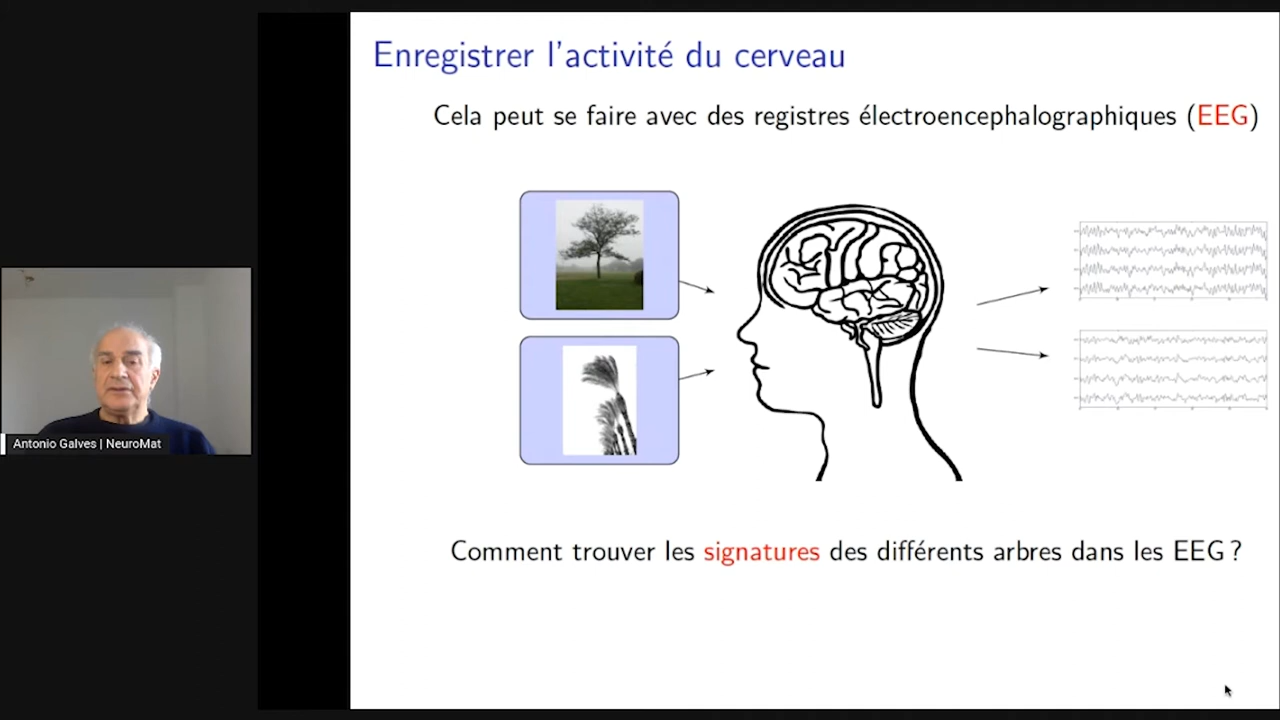 Enregistrer l'activité du cerveau
Cela peut se faire avec des registres électroencephalographiques (EEG)
Antonio Galves | NeuroMat
Comment trouver les signatures des différents arbres dans les EEG ?